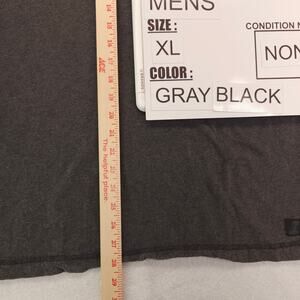 MENS
SIZE :
CONDITION N
XL
NON
COLOR :
GRAY BLACK
ACE
The helpful place.